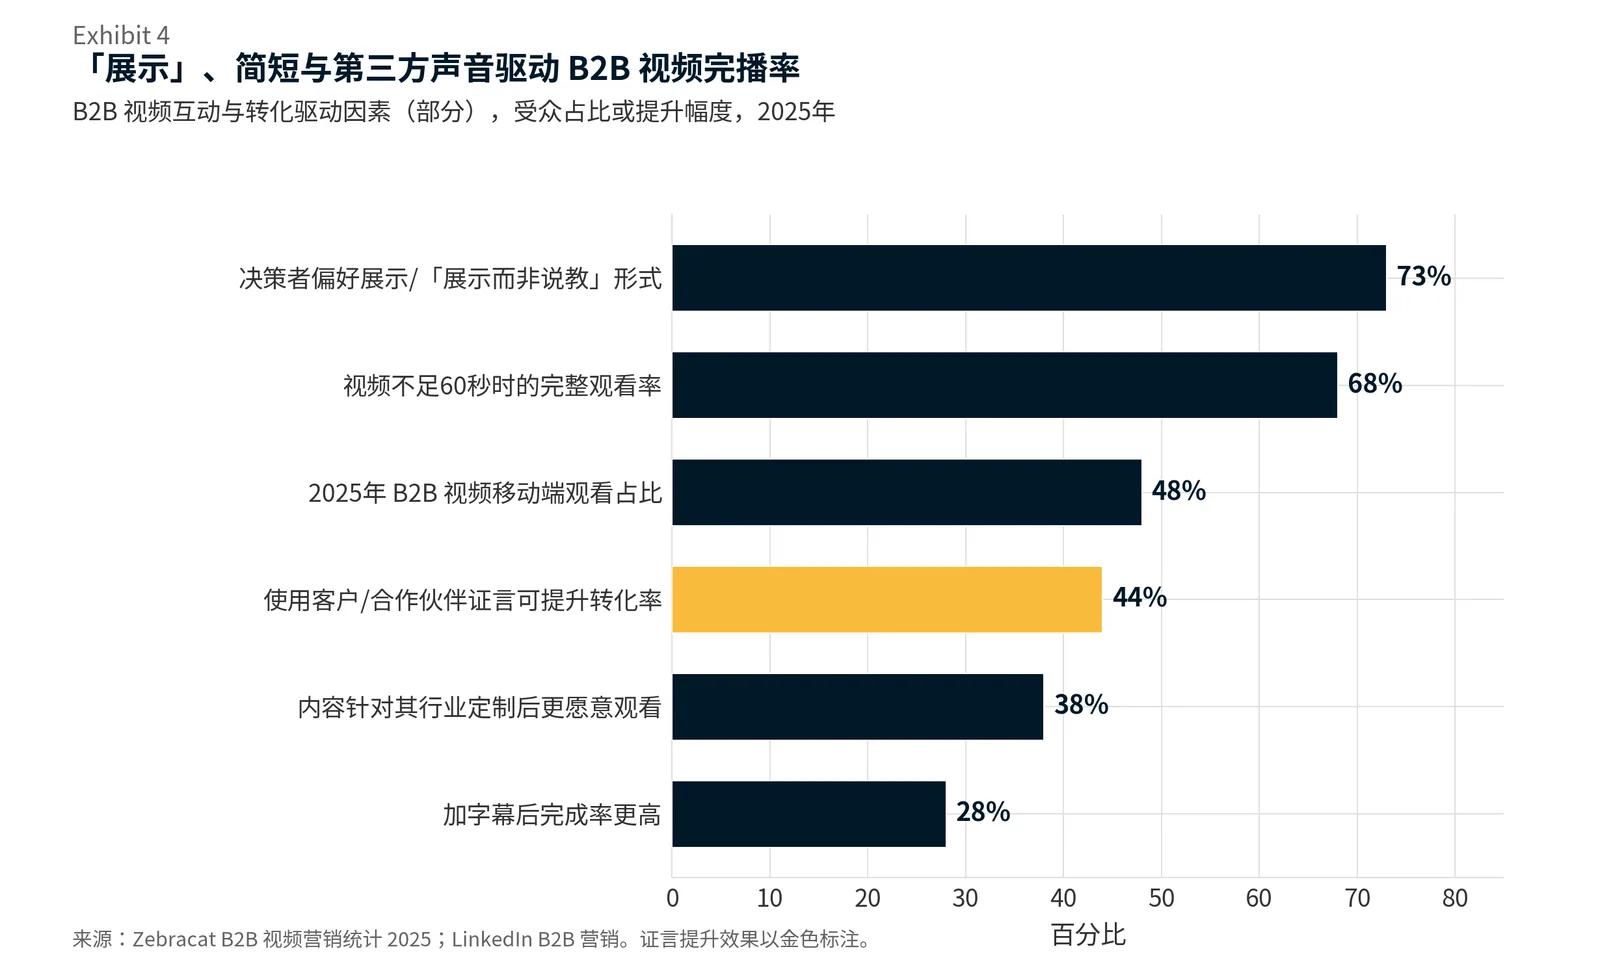 Exhibit 4
「展示」、简短与第三方声音驱动 B2B 视频完播率
B2B 视频互动与转化驱动因素（部分），受众占比或提升幅度，2025年
决策者偏好展示/「展示而非说教」形式
73%
视频不足60秒时的完整观看率
68%
2025年 B2B 视频移动端观看占比
48%
使用客户/合作伙伴证言可提升转化率
44%
内容针对其行业定制后更愿意观看
38%
加字幕后完成率更高
28%
0 10 20 30 40 50 60 70 80
百分比
来源：Zebracat B2B 视频营销统计 2025；LinkedIn B2B 营销。证言提升效果以金色标注。